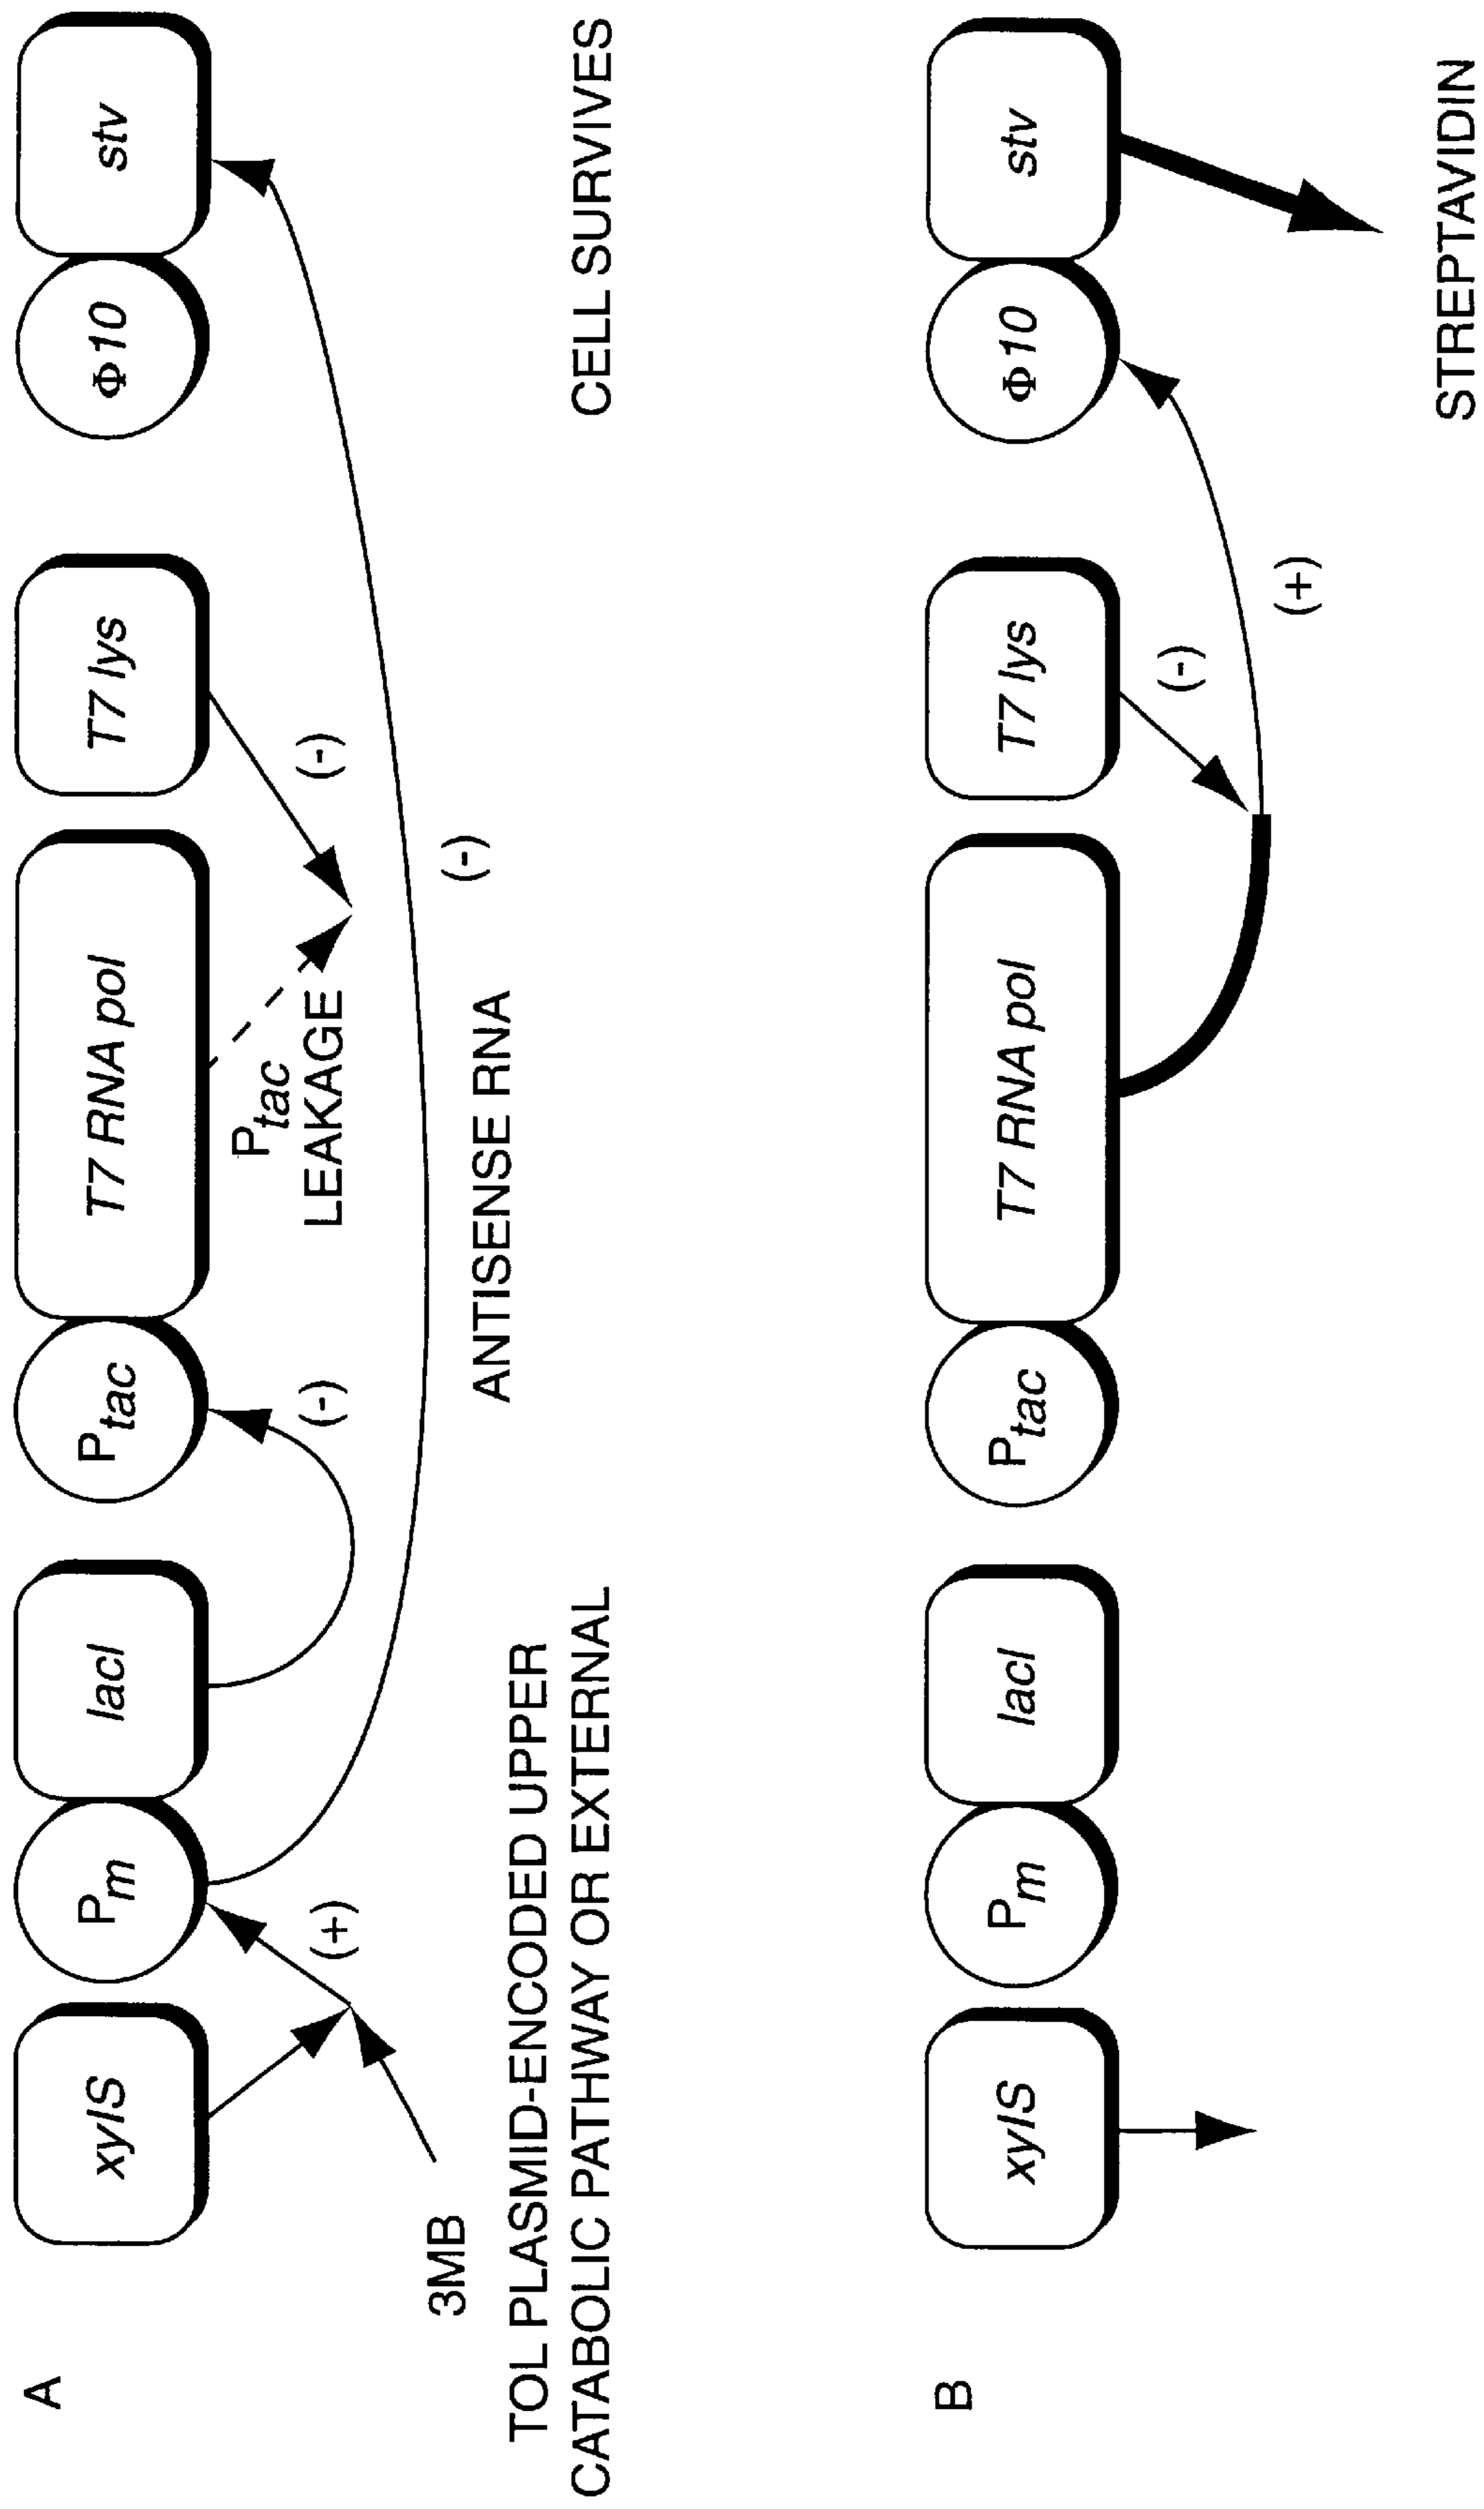 A
xylS
Pm
lacI
Ptac
T7 RNA pol
T7 lys
Φ10
stv
(+)
(-)
Ptac
LEAKAGE
(-)
3MB
(-)
ANTISENSE RNA
TOL PLASMID-ENCODED UPPER
CATABOLIC PATHWAY OR EXTERNAL
CELL SURVIVES
B
xylS
Pm
lacI
Ptac
T7 RNA pol
T7 lys
Φ10
stv
(-)
(+)
STREPTAVIDIN